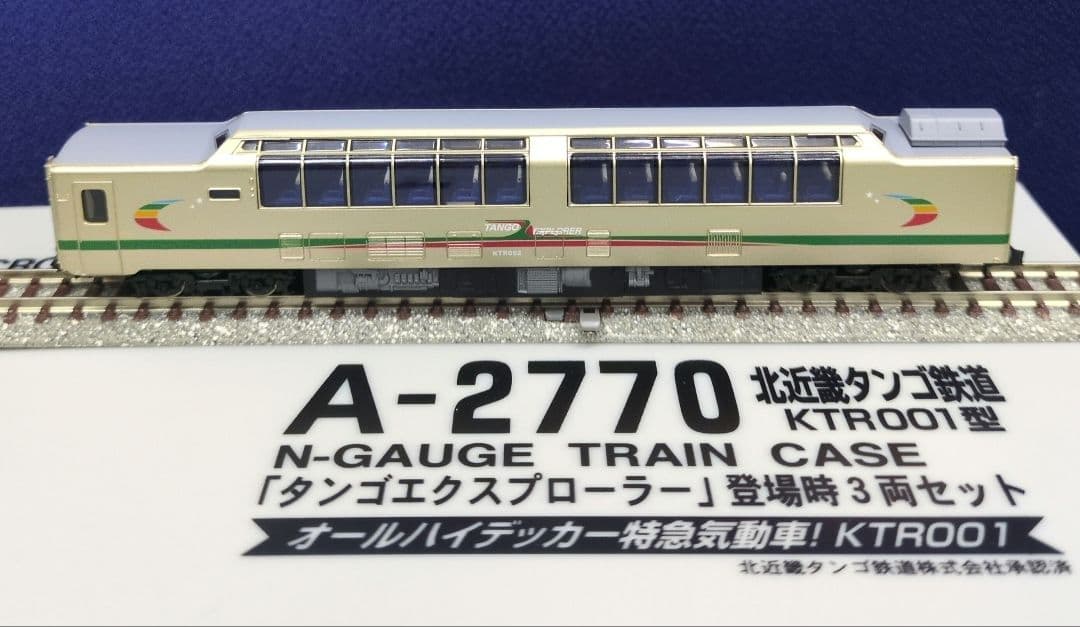 TANGO EXPLORER
KTR002
A-2770 北近畿タンゴ鉄道
KTR001型
N-GAUGE TRAIN CASE
「タンゴエクスプローラー」登場時3両セット
オールハイデッカー特急気動車! KTR001
北近畿タンゴ鉄道株式会社承認済